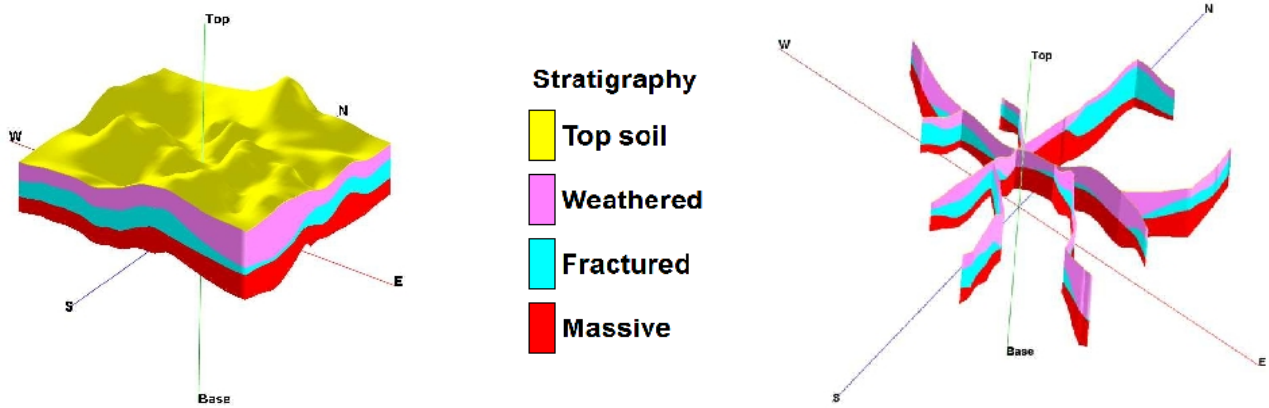 Top
N
W
E
S
Base
Stratigraphy
Top soil
Weathered
Fractured
Massive
N
W
Top
Base
E
S